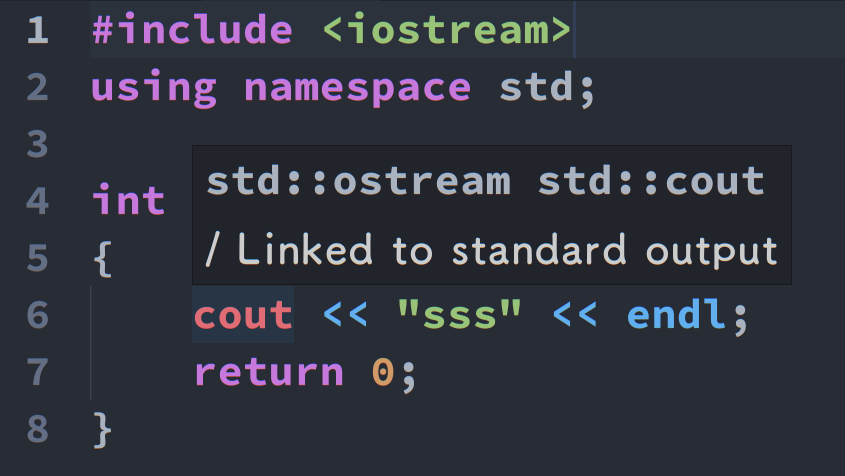 1 #include <iostream>
2 using namespace std;
3
std::ostream std::cout
4 int
/ Linked to standard output
5 {
6 cout << "sss" << endl;
7 return 0;
8 }